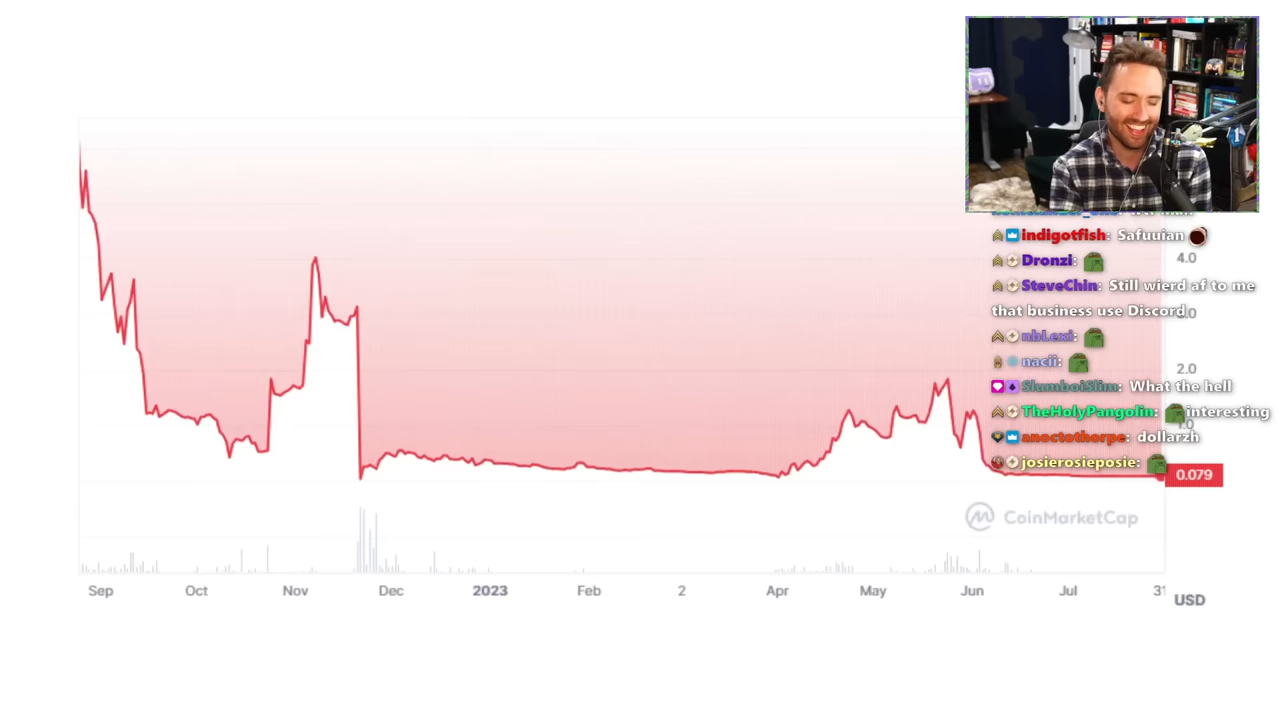 indigotfish: Safuuian
4.0
Dronzi:
SteveChin: Still wierd af to me
that business use Discord
nbLexi:
nacii:
2.0
SlumboiSlim: What the hell
TheHolyPangolin: interesting
anoctothorpe: dollarzh
josierosieposie:
0.079
CoinMarketCap
Sep Oct Nov Dec 2023 Feb 2 Apr May Jun Jul 31
USD